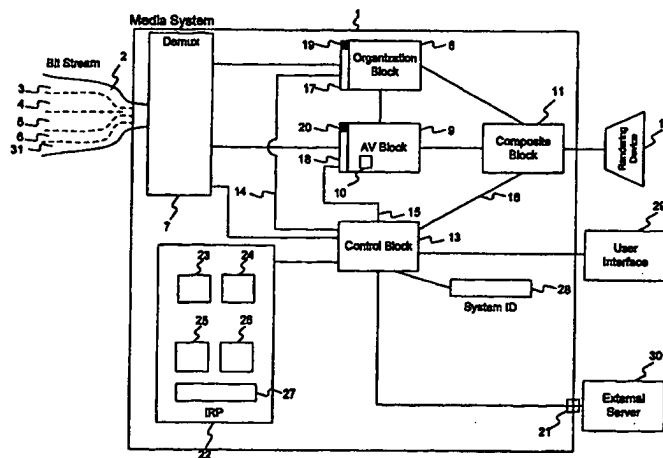 Media System
1
Demux
Bit Stream
2
3
4
5
6
31
7
19
Organization
Block
8
17
20
AV Block
9
18
10
11
Composite
Block
Rendering
Device
14
15
16
Control Block
13
29
User
Interface
28
System ID
23
24
25
26
27
IRP
22
30
External
Server
21